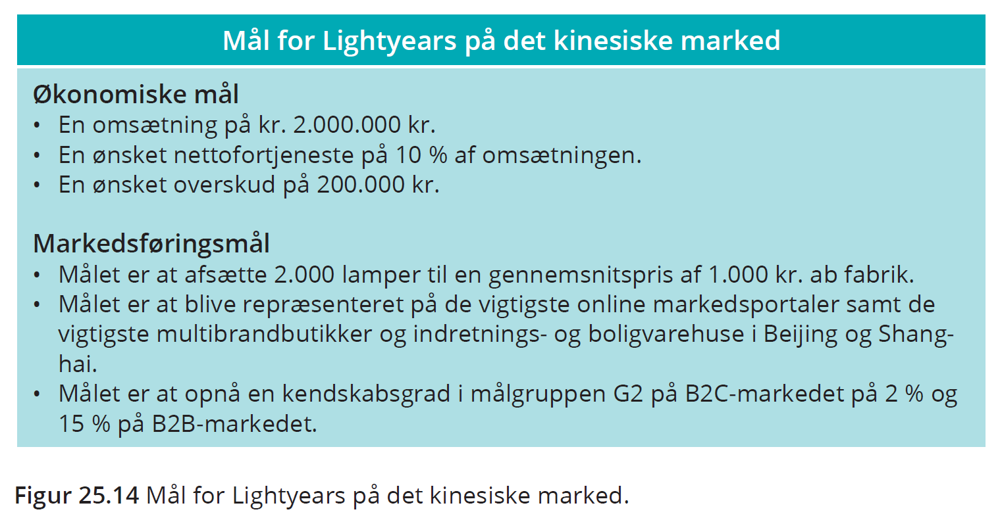 Mål for Lightyears på det kinesiske marked
Økonomiske mål
• En omsætning på kr. 2.000.000 kr.
• En ønsket nettofortjeneste på 10 % af omsætningen.
• En ønsket overskud på 200.000 kr.
Markedsføringsmål
• Målet er at afsætte 2.000 lamper til en gennemsnitspris af 1.000 kr. ab fabrik.
• Målet er at blive repræsenteret på de vigtigste online markedsportaler samt de
vigtigste multibrandbutikker og indretnings- og boligvarehuse i Beijing og Shang-
hai.
• Målet er at opnå en kendskabsgrad i målgruppen G2 på B2C-markedet på 2 % og
15 % på B2B-markedet.
Figur 25.14 Mål for Lightyears på det kinesiske marked.